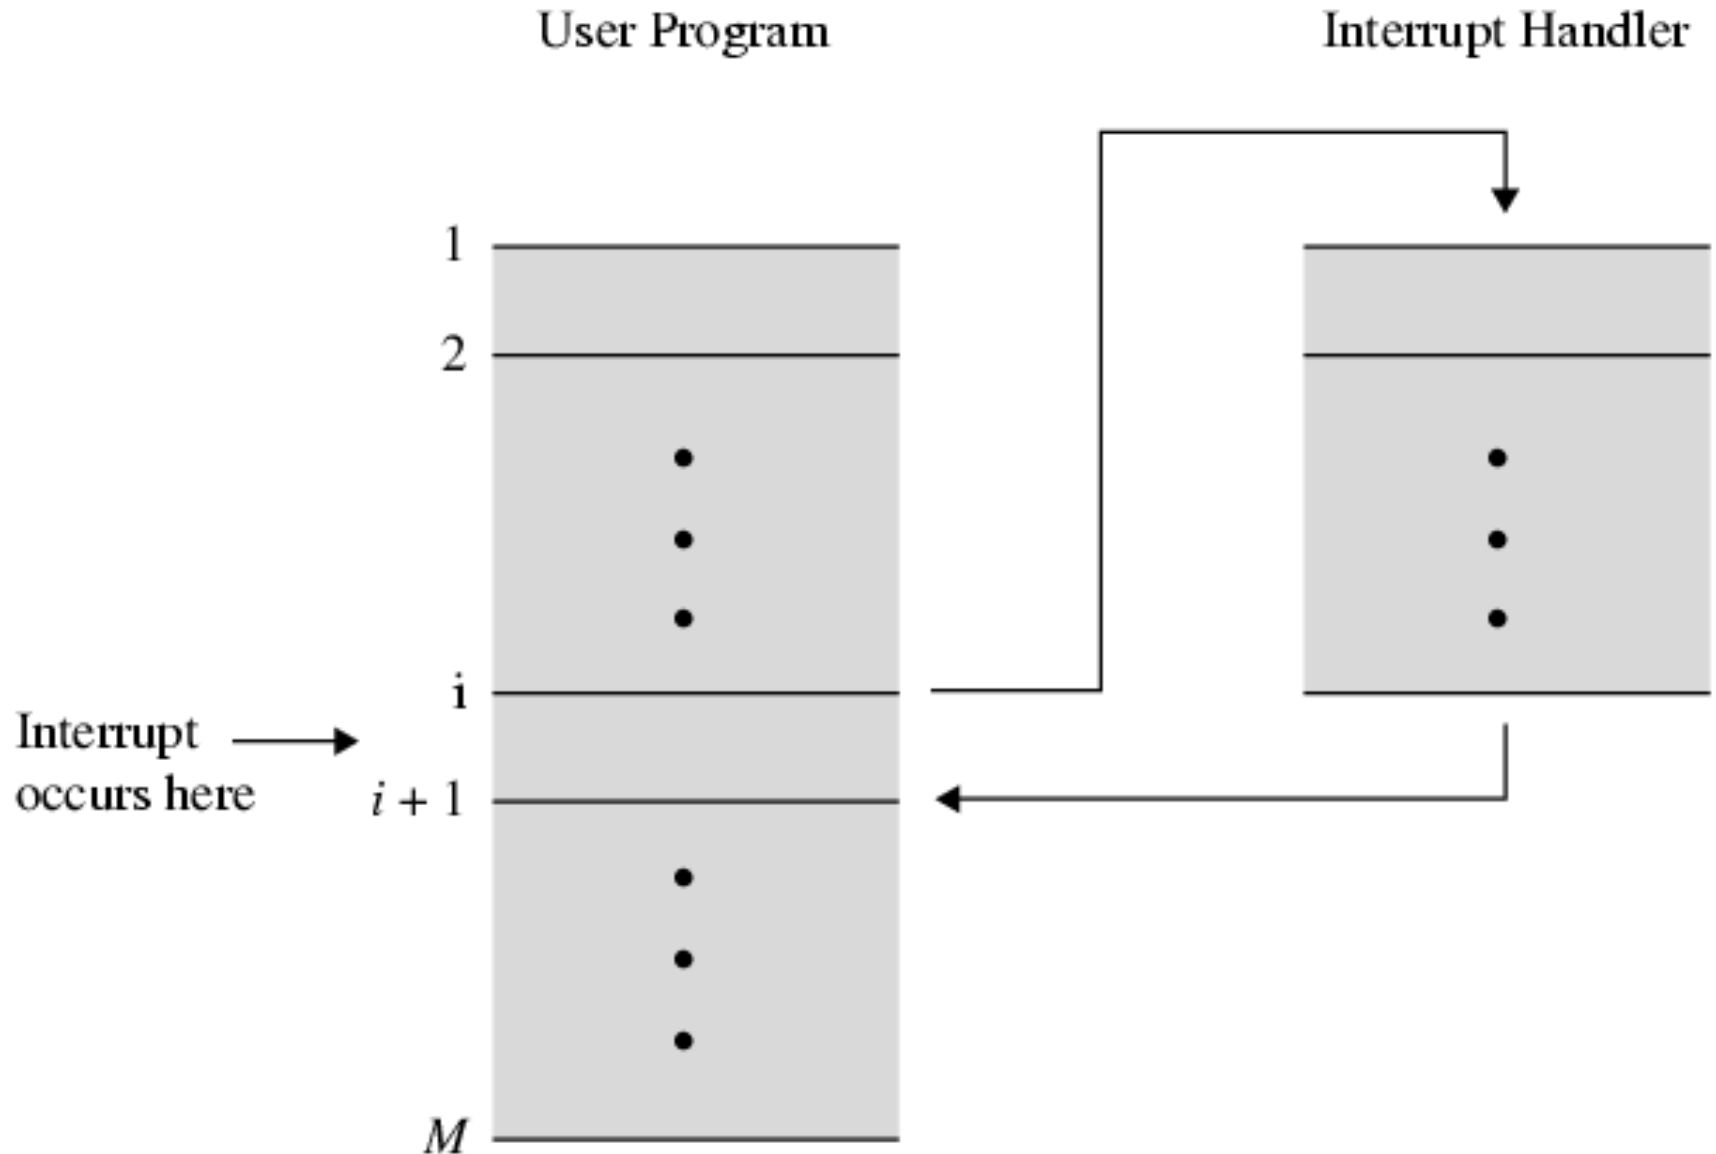 User Program
Interrupt Handler
1
2
i
Interrupt
occurs here
i + 1
M